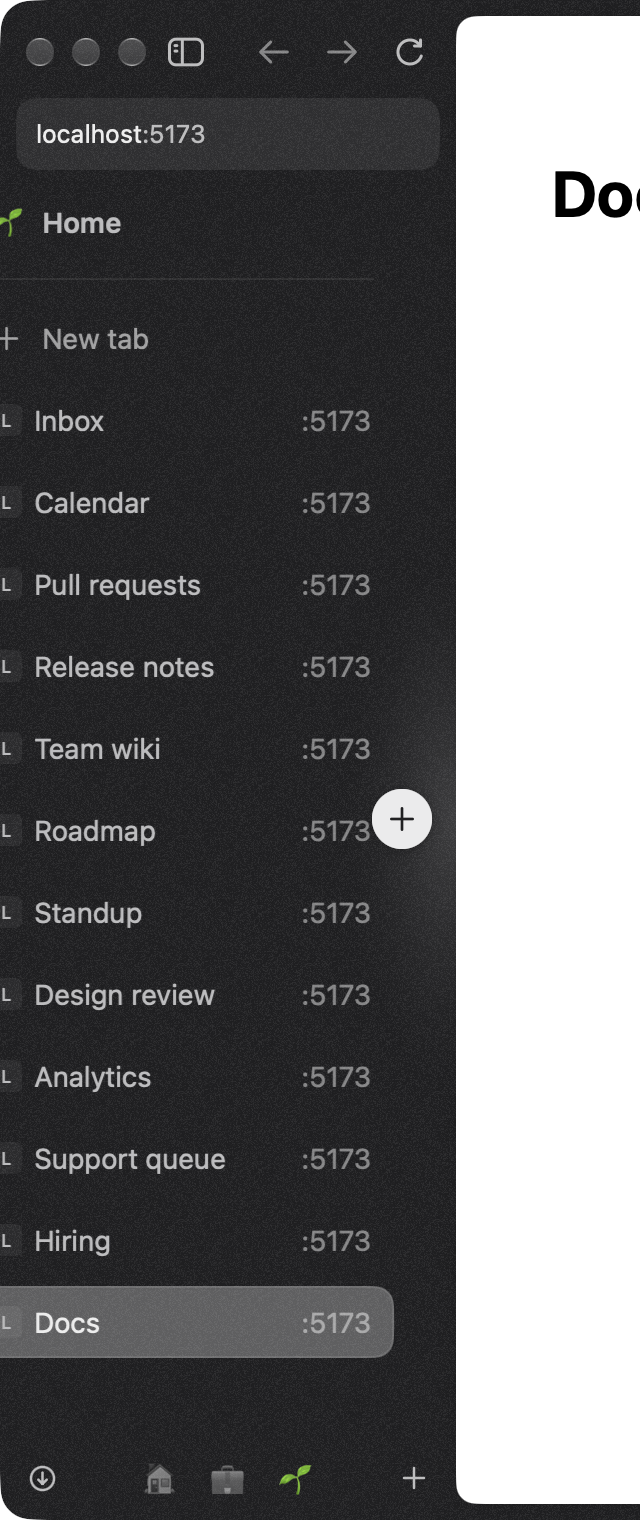 localhost:5173
Home
New tab
L Inbox :5173
L Calendar :5173
L Pull requests :5173
L Release notes :5173
L Team wiki :5173
L Roadmap :5173
L Standup :5173
L Design review :5173
L Analytics :5173
L Support queue :5173
L Hiring :5173
L Docs :5173